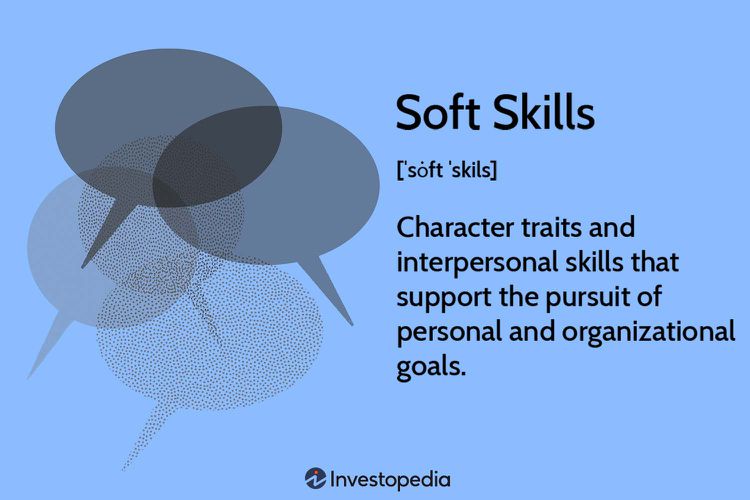 Soft Skills
[ˈsȯft ˈskils]
Character traits and
interpersonal skills that
support the pursuit of
personal and organizational
goals.
Investopedia